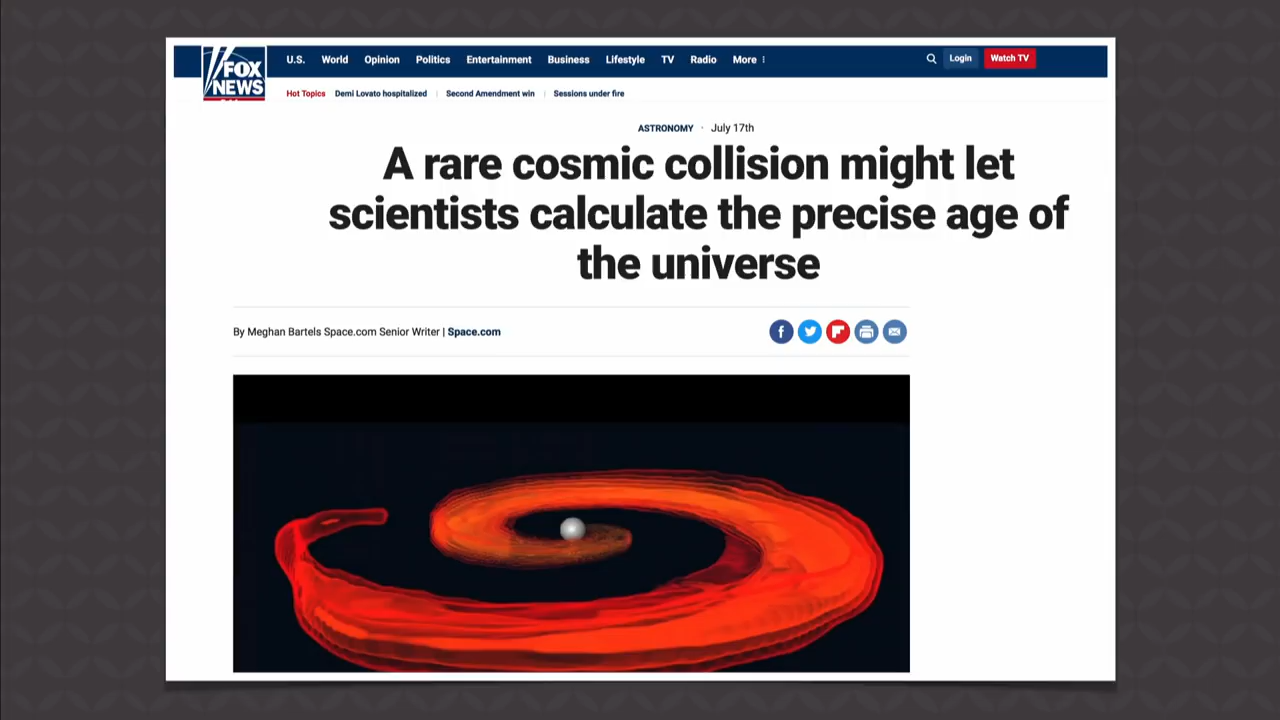 FOX
NEWS
U.S. World Opinion Politics Entertainment Business Lifestyle TV Radio More
Login
Watch TV
Hot Topics Demi Lovato hospitalized | Second Amendment win | Sessions under fire
ASTRONOMY · July 17th
A rare cosmic collision might let
scientists calculate the precise age of
the universe
By Meghan Bartels Space.com Senior Writer | Space.com